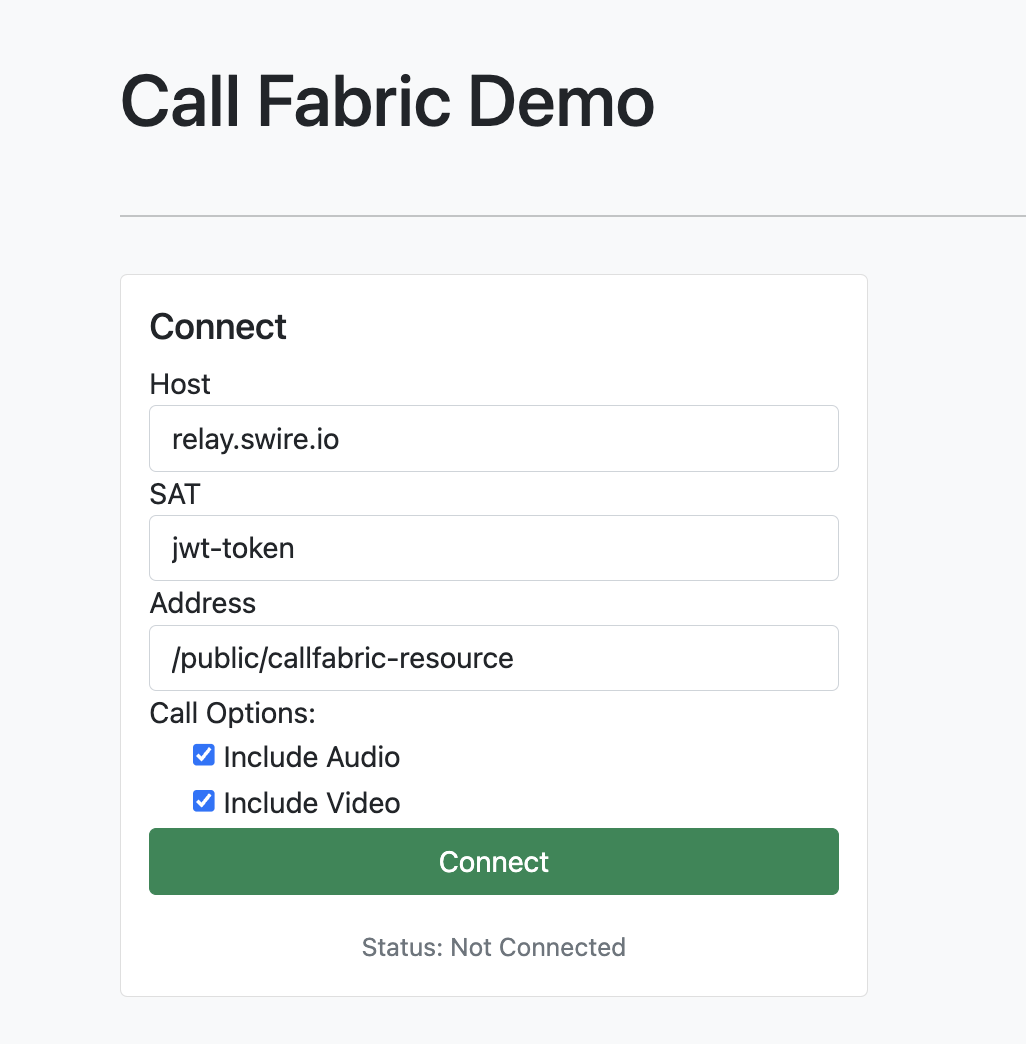 Call Fabric Demo
Connect
Host
relay.swire.io
SAT
jwt-token
Address
/public/callfabric-resource
Call Options:
Include Audio
Include Video
Connect
Status: Not Connected